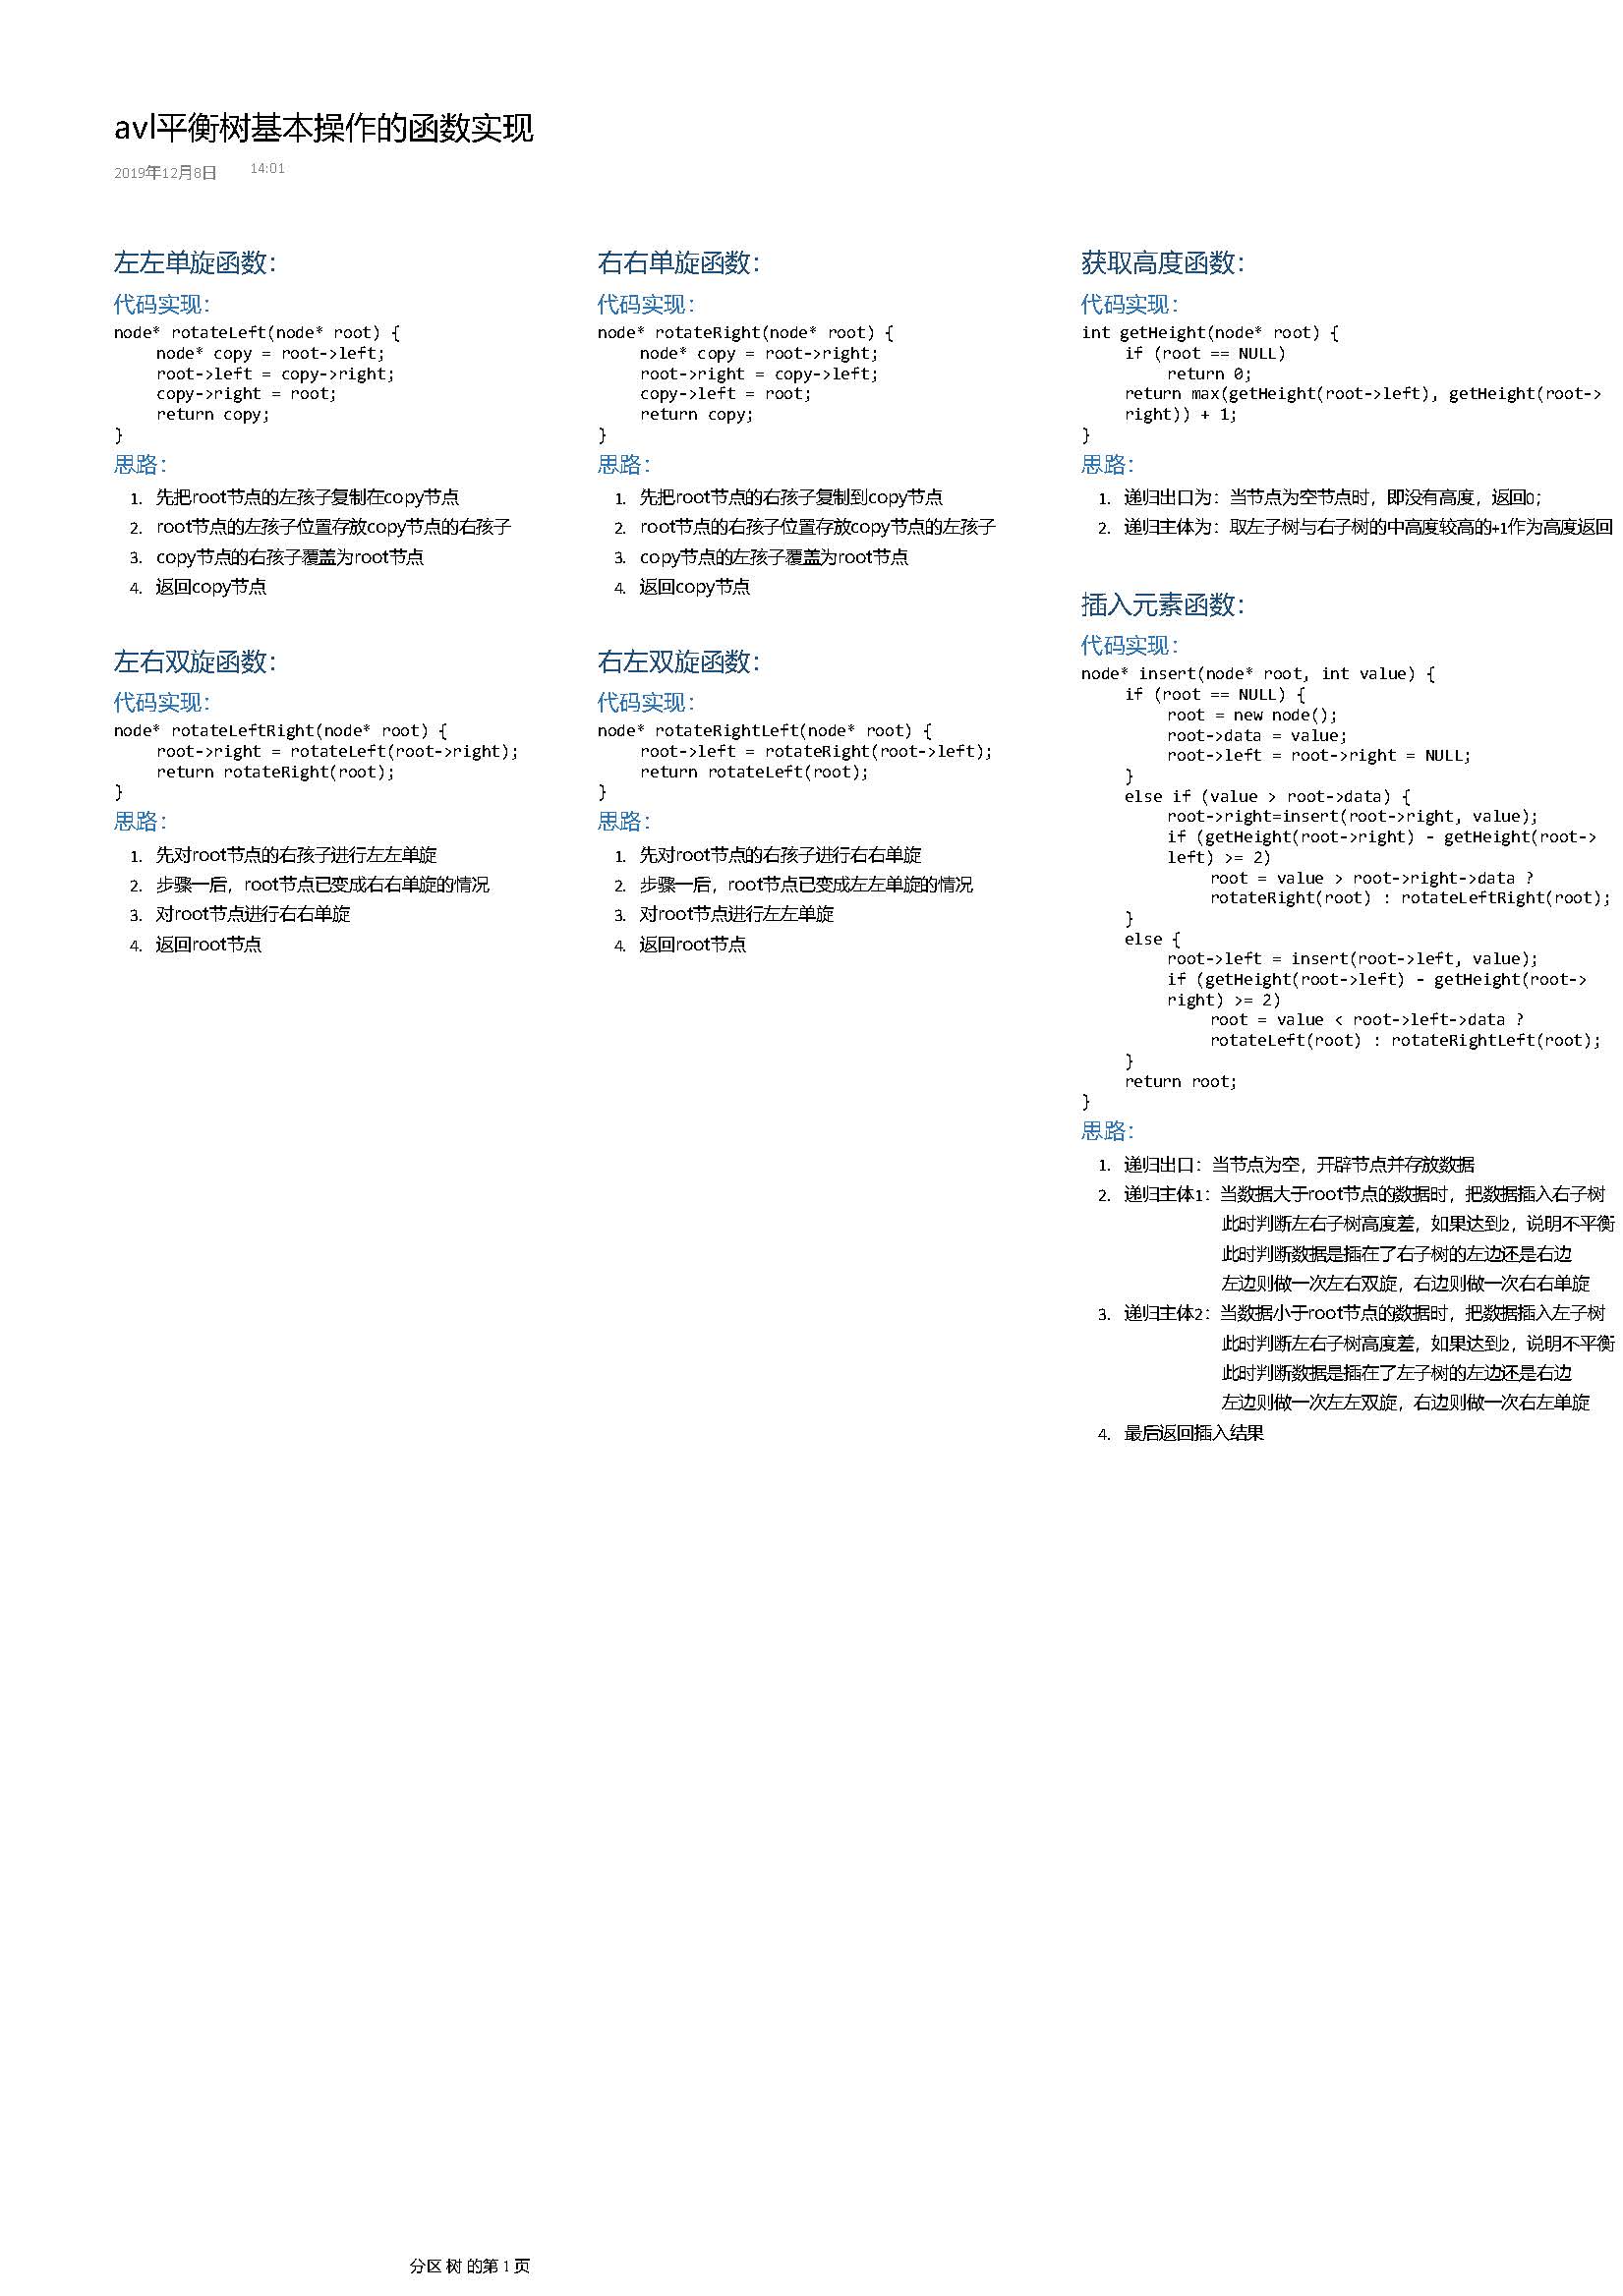 avl平衡树基本操作的函数实现
2019年12月8日 14:01
左左单旋函数：
代码实现：
node* rotateLeft(node* root) {
node* copy = root->left;
root->left = copy->right;
copy->right = root;
return copy;
}
思路：
1. 先把root节点的左孩子复制在copy节点
2. root节点的左孩子位置存放copy节点的右孩子
3. copy节点的右孩子覆盖为root节点
4. 返回copy节点
左右双旋函数：
代码实现：
node* rotateLeftRight(node* root) {
root->right = rotateLeft(root->right);
return rotateRight(root);
}
思路：
1. 先对root节点的右孩子进行左左单旋
2. 步骤一后，root节点已变成右右单旋的情况
3. 对root节点进行右右单旋
4. 返回root节点
右右单旋函数：
代码实现：
node* rotateRight(node* root) {
node* copy = root->right;
root->right = copy->left;
copy->left = root;
return copy;
}
思路：
1. 先把root节点的右孩子复制到copy节点
2. root节点的右孩子位置存放copy节点的左孩子
3. copy节点的左孩子覆盖为root节点
4. 返回copy节点
右左双旋函数：
代码实现：
node* rotateRightLeft(node* root) {
root->left = rotateRight(root->left);
return rotateLeft(root);
}
思路：
1. 先对root节点的右孩子进行右右单旋
2. 步骤一后，root节点已变成左左单旋的情况
3. 对root节点进行左左单旋
4. 返回root节点
获取高度函数：
代码实现：
int getHeight(node* root) {
if (root == NULL)
return 0;
return max(getHeight(root->left), getHeight(root->
right)) + 1;
}
思路：
1. 递归出口为：当节点为空节点时，即没有高度，返回0；
2. 递归主体为：取左子树与右子树的中高度较高的+1作为高度返回
插入元素函数：
代码实现：
node* insert(node* root, int value) {
if (root == NULL) {
root = new node();
root->data = value;
root->left = root->right = NULL;
}
else if (value > root->data) {
root->right=insert(root->right, value);
if (getHeight(root->right) - getHeight(root->
left) >= 2)
root = value > root->right->data ?
rotateRight(root) : rotateLeftRight(root);
}
else {
root->left = insert(root->left, value);
if (getHeight(root->left) - getHeight(root->
right) >= 2)
root = value < root->left->data ?
rotateLeft(root) : rotateRightLeft(root);
}
return root;
}
思路：
1. 递归出口：当节点为空，开辟节点并存放数据
2. 递归主体1：当数据大于root节点的数据时，把数据插入右子树
此时判断左右子树高度差，如果达到2，说明不平衡
此时判断数据是插在了右子树的左边还是右边
左边则做一次左右双旋，右边则做一次右右单旋
3. 递归主体2：当数据小于root节点的数据时，把数据插入左子树
此时判断左右子树高度差，如果达到2，说明不平衡
此时判断数据是插在了左子树的左边还是右边
左边则做一次左左双旋，右边则做一次右左单旋
4. 最后返回插入结果
分区 树 的第 1 页